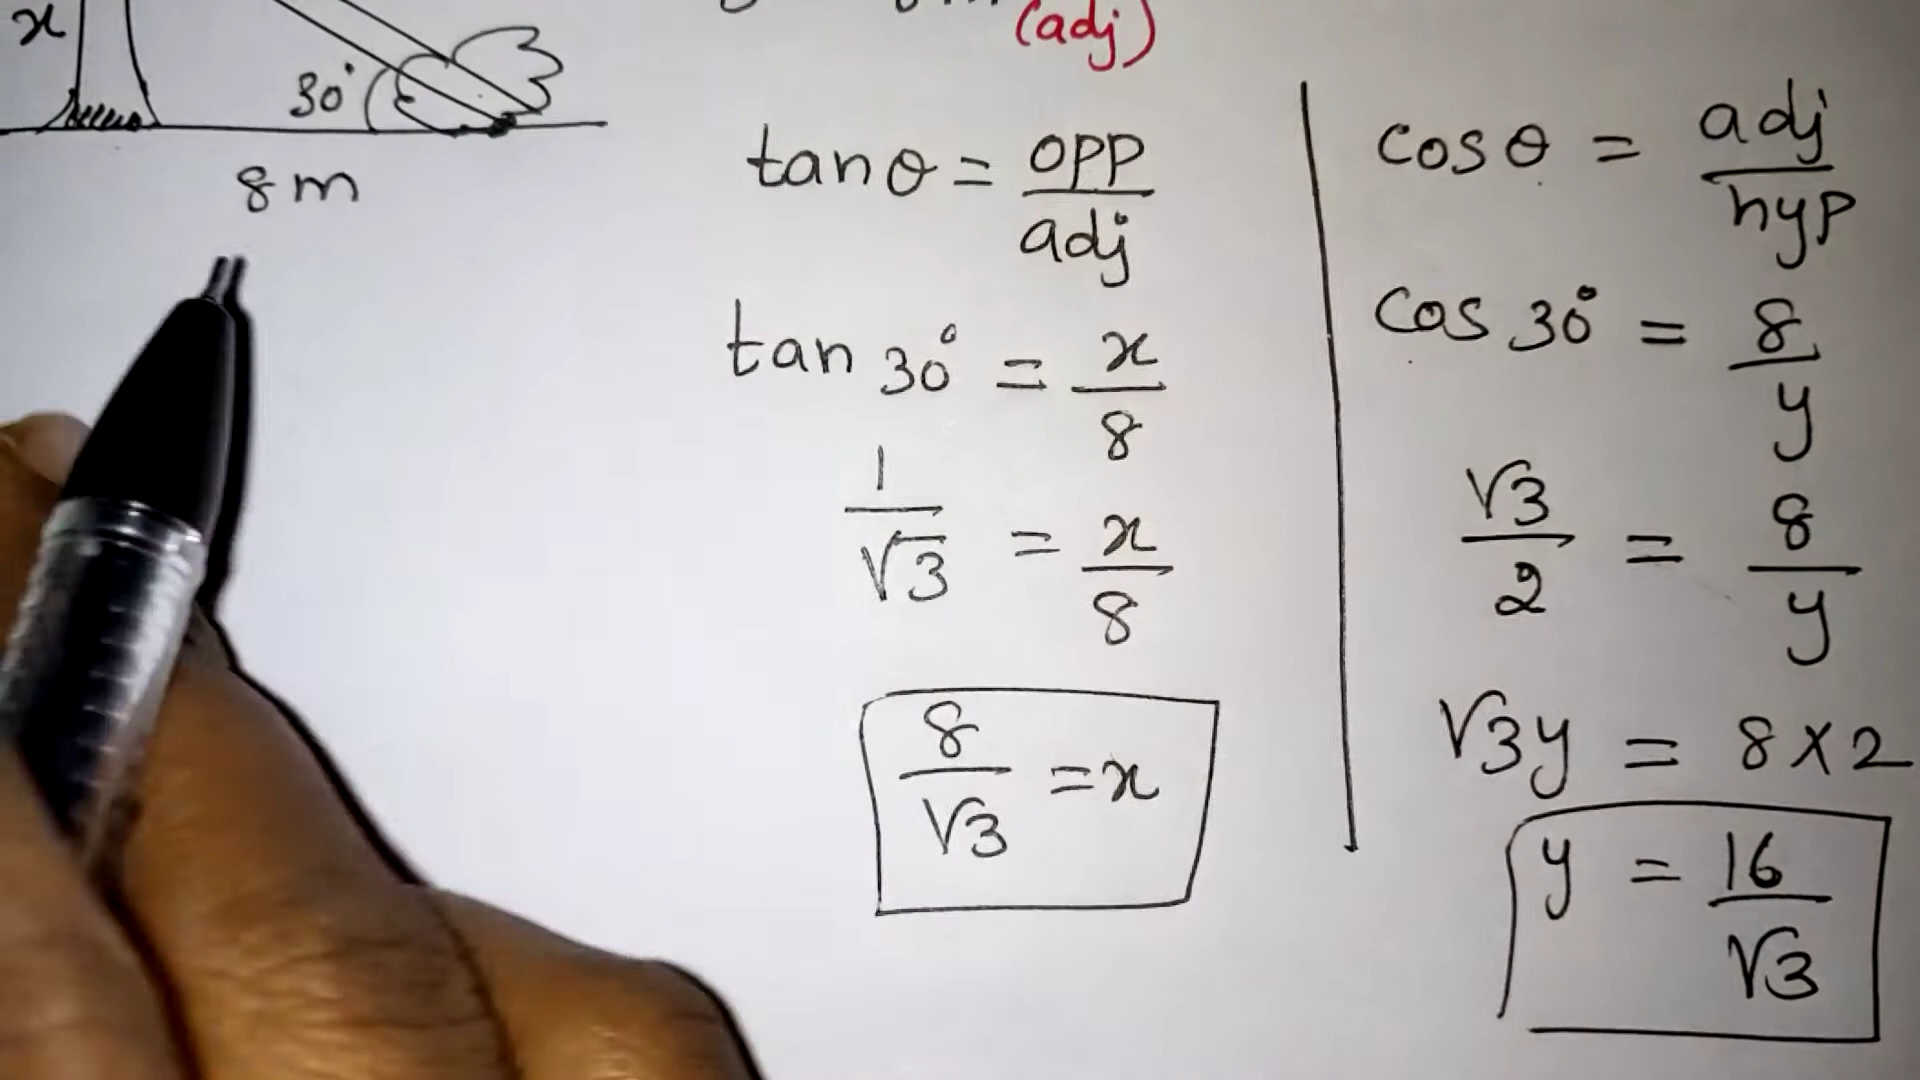 x
30°
8 m
(adj)
tan θ = opp/adj
tan 30° = x/8
1/√3 = x/8
8/√3 = x
cos θ = adj/hyp
cos 30° = 8/y
√3/2 = 8/y
√3y = 8 × 2
y = 16/√3